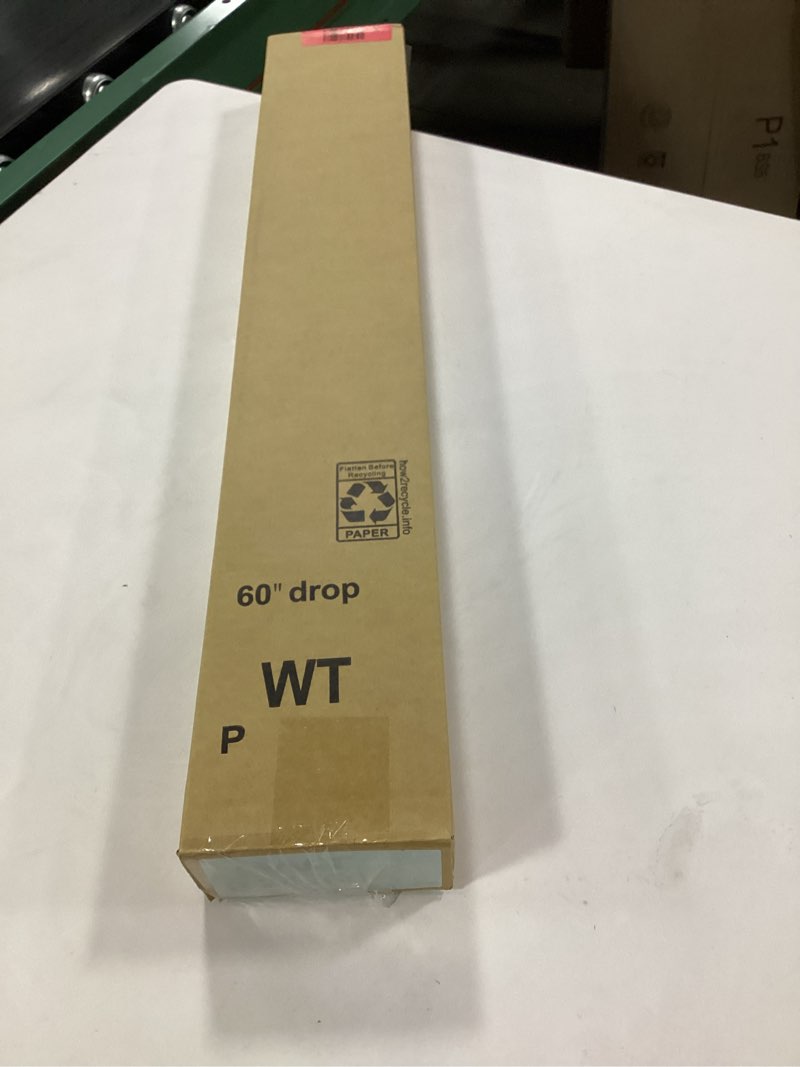 P1
Flatten Before
Recycling
PAPER
how2recycle.info
60" drop
WT
P